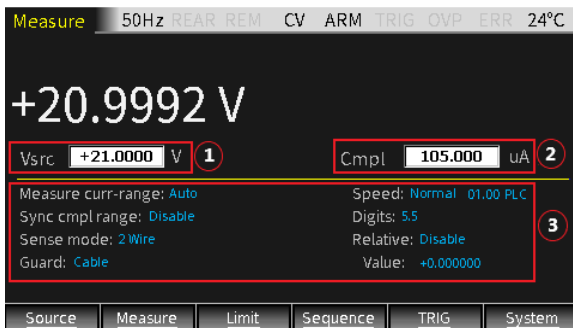 Measure 50Hz REAR REM CV ARM TRIG OVP ERR 24°C
+20.9992 V
Vsrc +21.0000 V 1 Cmpl 105.000 uA 2
Measure curr-range: Auto Speed: Normal 01.00 PLC
Sync cmpl range: Disable Digits: 5.5
3
Sense mode: 2 Wire Relative: Disable
Guard: Cable Value: +0.000000
Source Measure Limit Sequence TRIG System